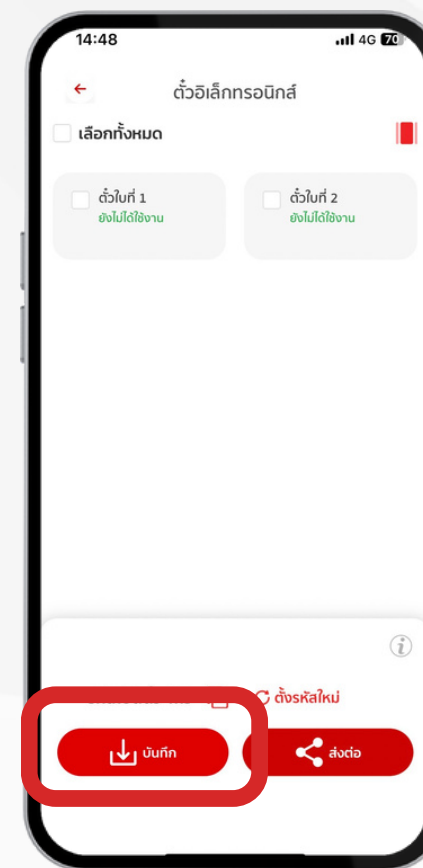 14:48 4G 70
ตั๋วอิเล็กทรอนิกส์
เลือกทั้งหมด
ตั๋วใบที่ 1
ยังไม่ได้ใช้งาน
ตั๋วใบที่ 2
ยังไม่ได้ใช้งาน
ตั้งรหัสใหม่
บันทึก
ส่งต่อ